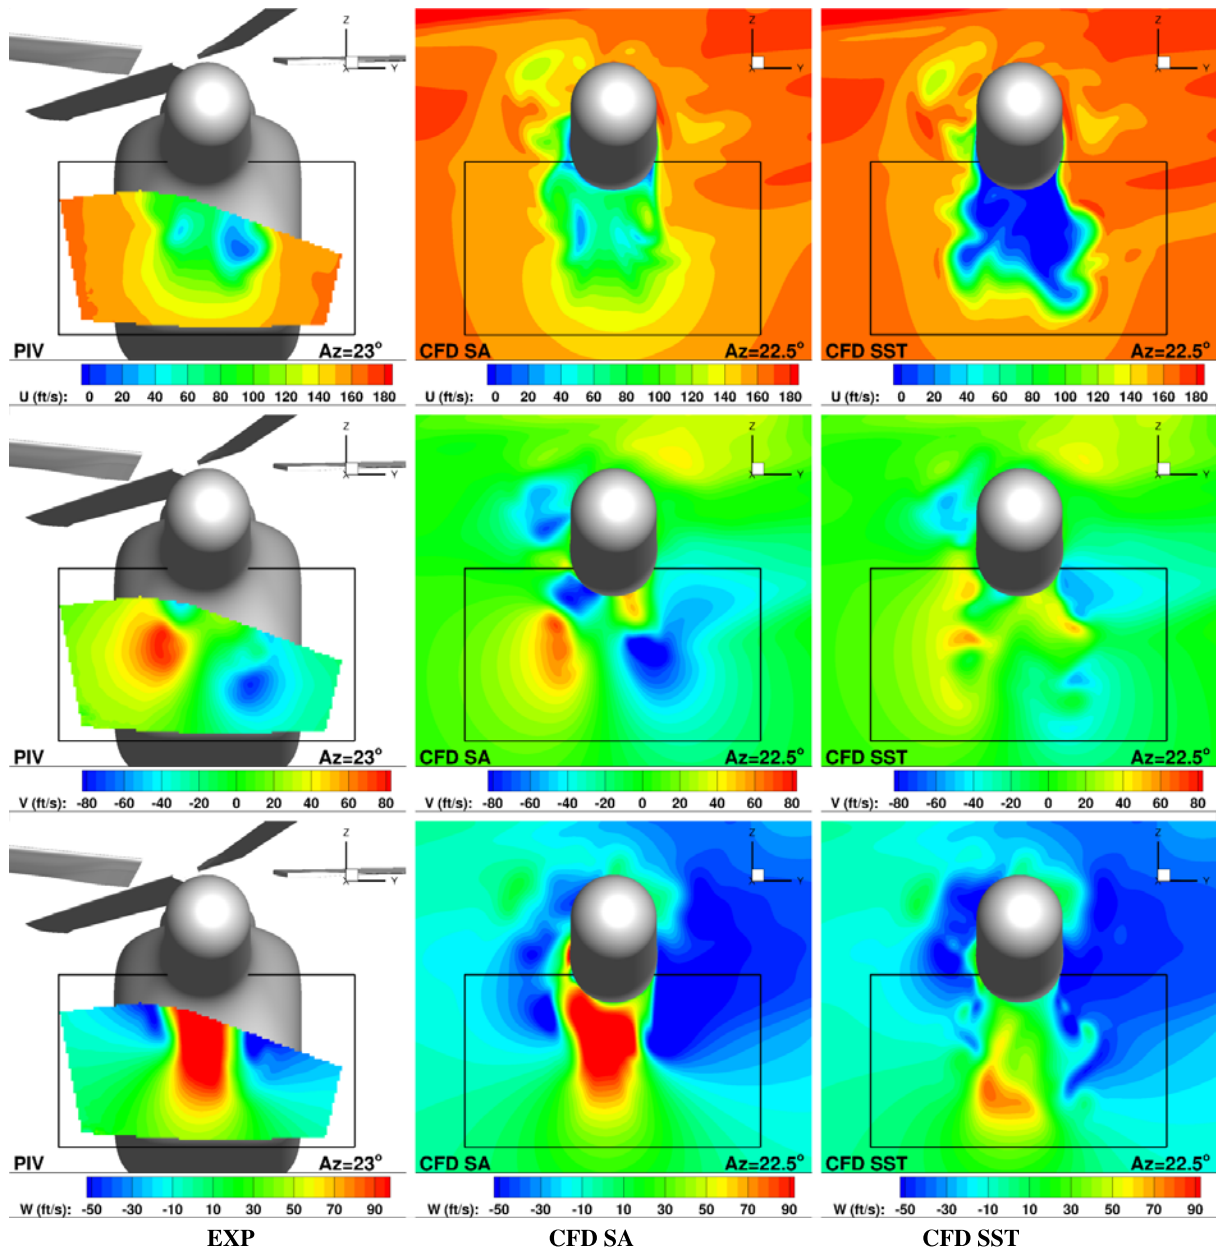 Z
X Y
Z
X Y
Z
X Y
PIV Az=23°
CFD SA Az=22.5°
CFD SST Az=22.5°
U (ft/s): 0 20 40 60 80 100 120 140 160 180
U (ft/s): 0 20 40 60 80 100 120 140 160 180
U (ft/s): 0 20 40 60 80 100 120 140 160 180
Z
X Y
Z
X Y
Z
X Y
PIV Az=23°
CFD SA Az=22.5°
CFD SST Az=22.5°
V (ft/s): -80 -60 -40 -20 0 20 40 60 80
V (ft/s): -80 -60 -40 -20 0 20 40 60 80
V (ft/s): -80 -60 -40 -20 0 20 40 60 80
Z
X Y
Z
X Y
Z
X Y
PIV Az=23°
CFD SA Az=22.5°
CFD SST Az=22.5°
W (ft/s): -50 -30 -10 10 30 50 70 90
W (ft/s): -50 -30 -10 10 30 50 70 90
W (ft/s): -50 -30 -10 10 30 50 70 90
EXP CFD SA CFD SST